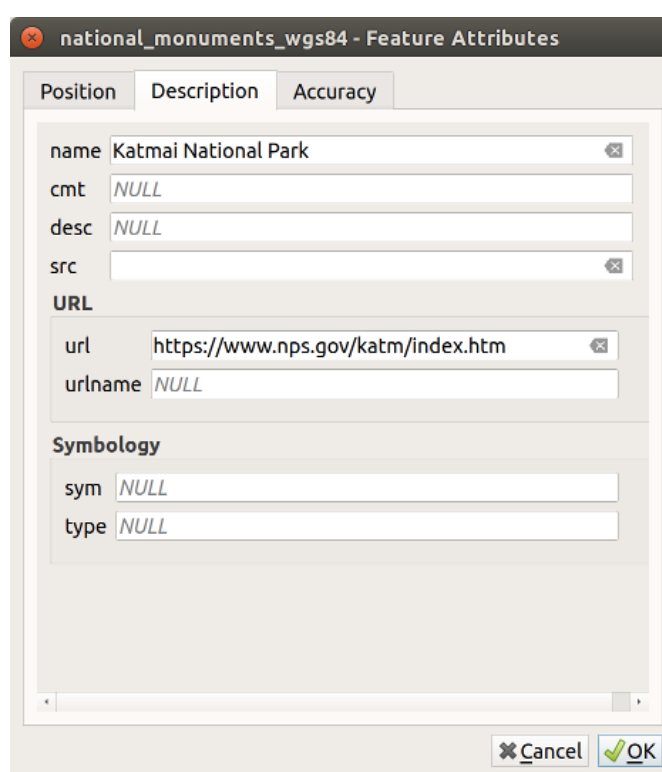 national_monuments_wgs84 - Feature Attributes
Position Description Accuracy
name Katmai National Park
cmt NULL
desc NULL
src
URL
url https://www.nps.gov/katm/index.htm
urlname NULL
Symbology
sym NULL
type NULL
Cancel OK